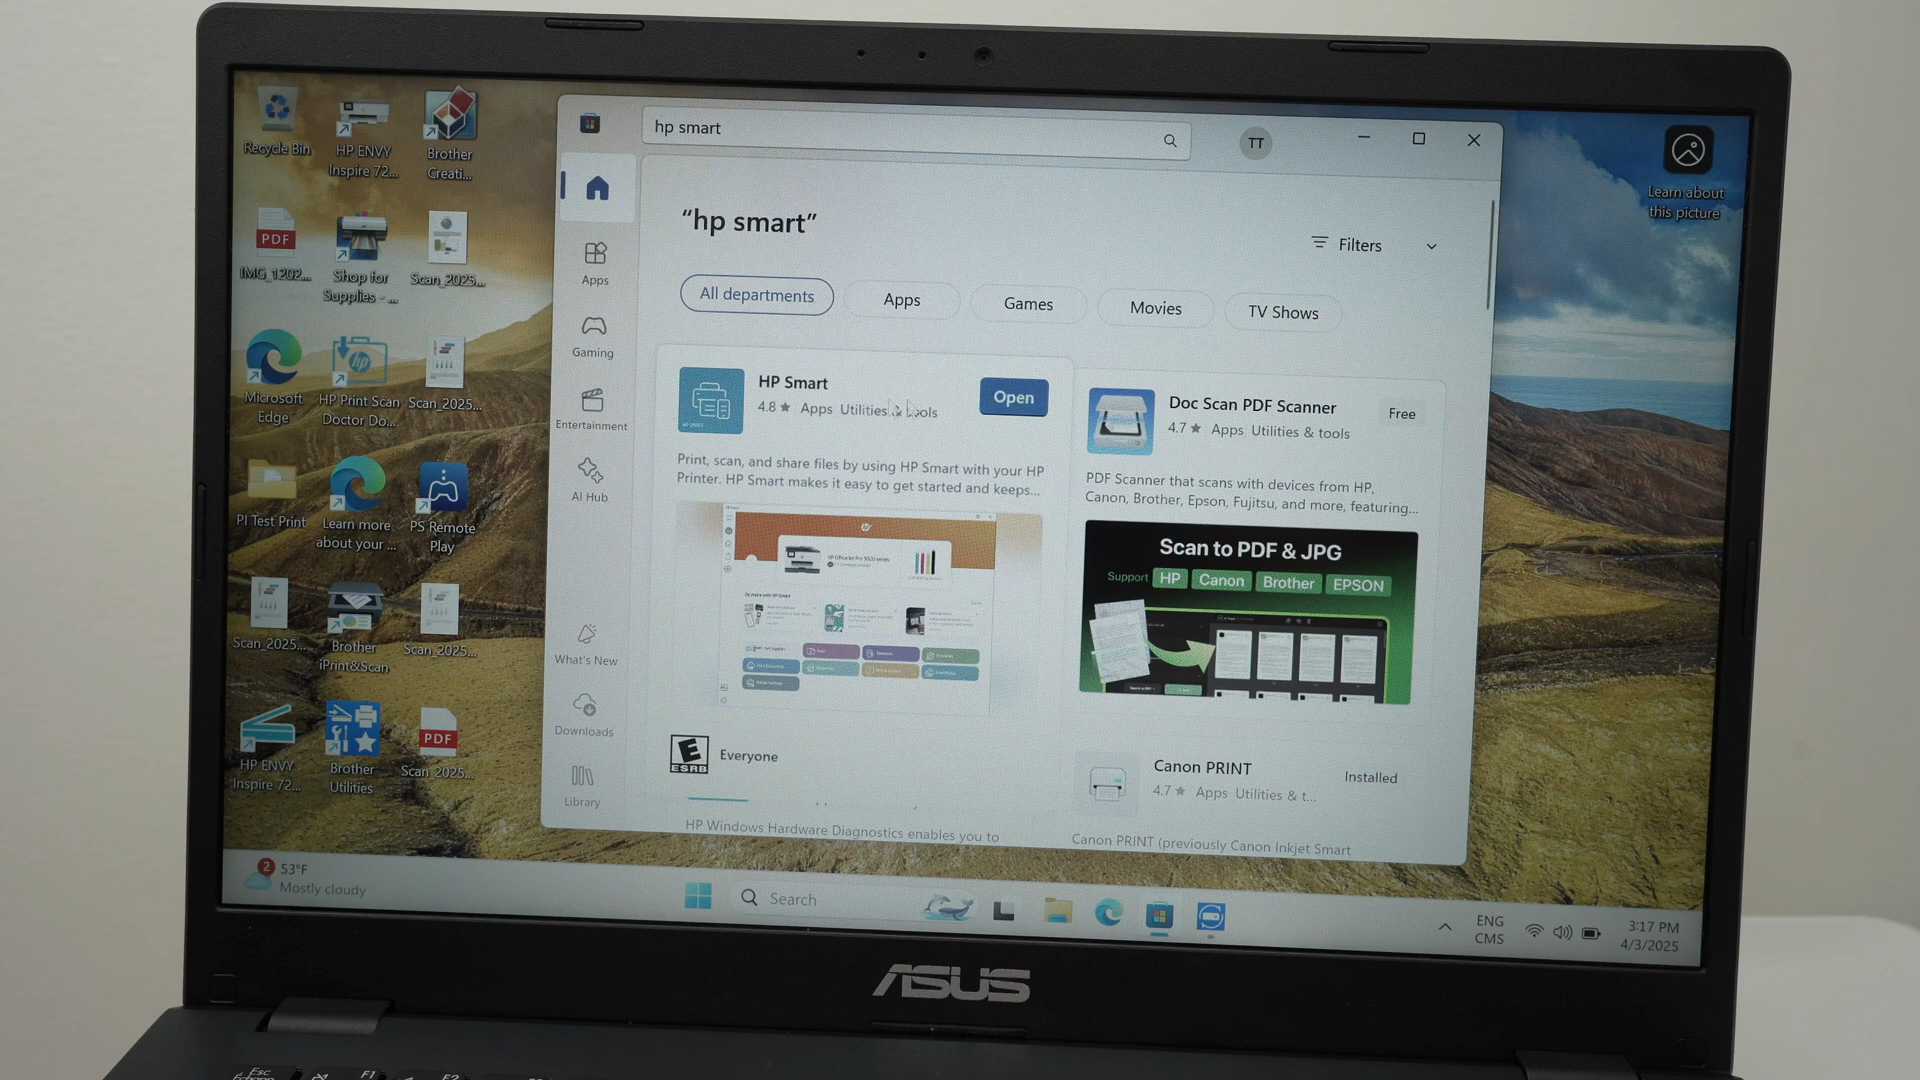 Recycle Bin
HP ENVY
Inspire 72...
Brother
Creati...
PDF
IMG_1202...
Shop for
Supplies - ...
Scan_2025...
Microsoft
Edge
hp
HP Print Scan
Doctor Do...
Scan_2025...
PI Test Print
Learn more
about your ...
PS Remote
Play
Scan_2025...
Brother
iPrint&Scan
Scan_2025...
HP ENVY
Inspire 72...
Brother
Utilities
PDF
Scan_2025...
hp smart
TT
Apps
Gaming
Entertainment
AI Hub
What's New
Downloads
Library
“hp smart”
Filters
All departments
Apps
Games
Movies
TV Shows
HP SMART
HP Smart
4.8 ★ Apps Utilities & tools
Open
Print, scan, and share files by using HP Smart with your HP
Printer. HP Smart makes it easy to get started and keeps...
E
ESRB
Everyone
HP Windows Hardware Diagnostics enables you to
Doc Scan PDF Scanner
Free
4.7 ★ Apps Utilities & tools
PDF Scanner that scans with devices from HP,
Canon, Brother, Epson, Fujitsu, and more, featuring...
Scan to PDF & JPG
Support HP Canon Brother EPSON
Canon PRINT
Installed
4.7 ★ Apps Utilities & t...
Canon PRINT (previously Canon Inkjet Smart
Learn about
this picture
2
53°F
Mostly cloudy
Search
ENG
CMS
3:17 PM
4/3/2025
ASUS
Esc
F1
F2